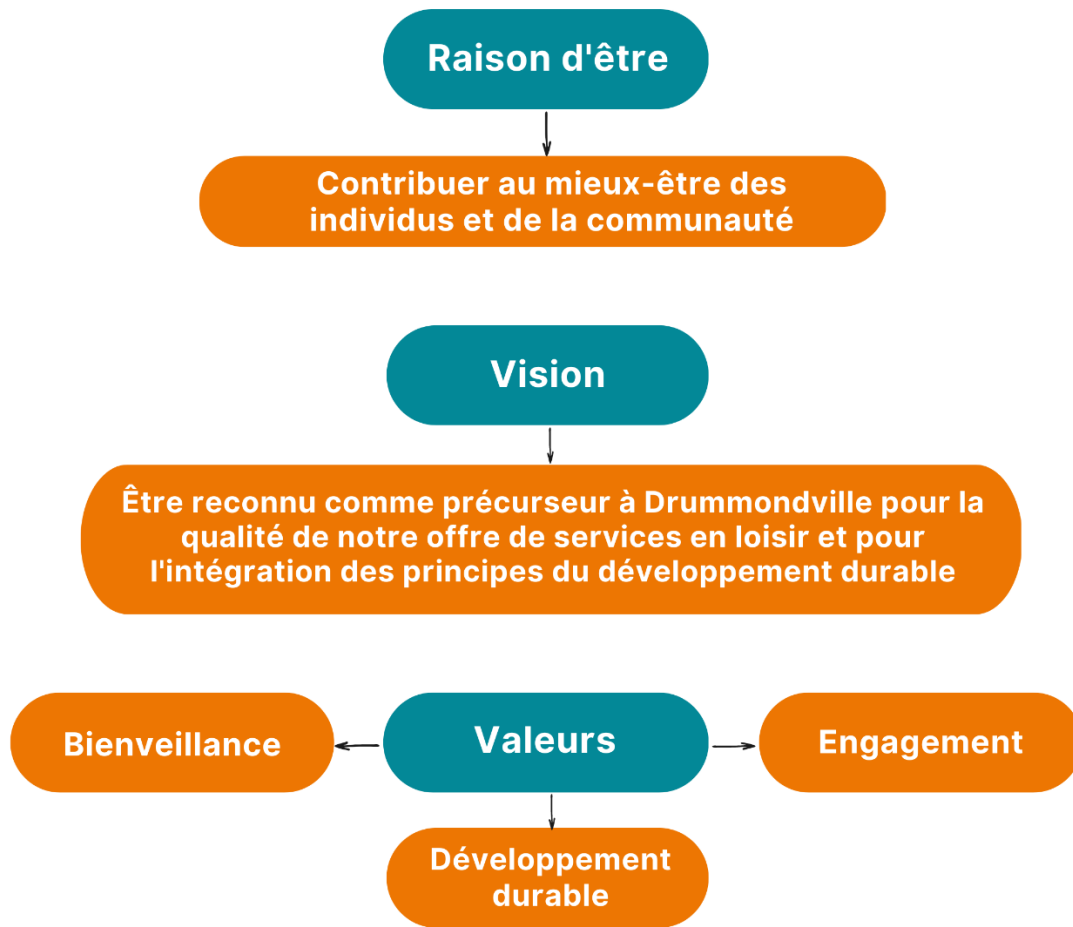 Raison d'être
Contribuer au mieux-être des
individus et de la communauté
Vision
Être reconnu comme précurseur à Drummondville pour la
qualité de notre offre de services en loisir et pour
l'intégration des principes du développement durable
Bienveillance
Valeurs
Engagement
Développement
durable